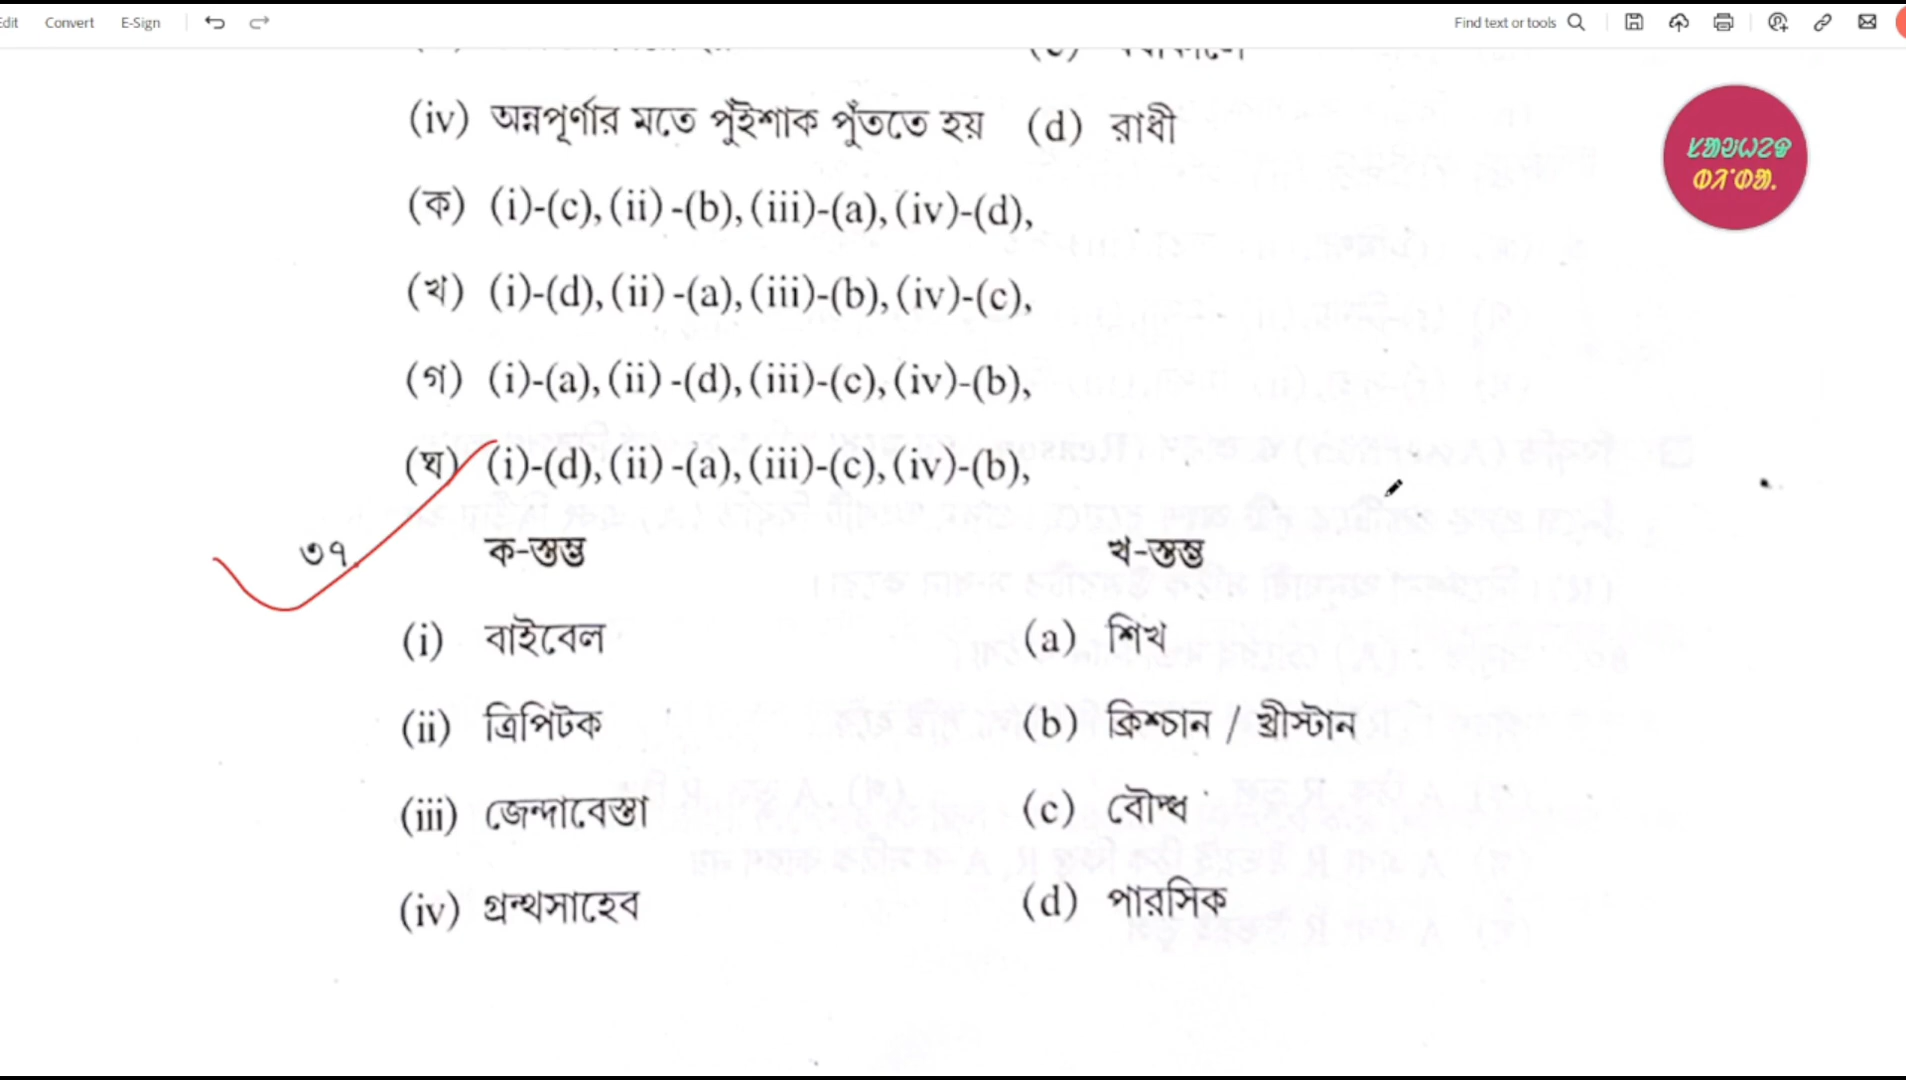 Edit Convert E-Sign Find text or tools
(iv) অন্নপূর্ণার মতে পুঁইশাক পুঁততে হয় (d) রাধী
(ক) (i)-(c), (ii) -(b), (iii)-(a), (iv)-(d),
(খ) (i)-(d), (ii) -(a), (iii)-(b), (iv)-(c),
(গ) (i)-(a), (ii) -(d), (iii)-(c), (iv)-(b),
(ঘ) (i)-(d), (ii) -(a), (iii)-(c), (iv)-(b),
৩৭. ক-স্তম্ভ খ-স্তম্ভ
(i) বাইবেল (a) শিখ
(ii) ত্রিপিটক (b) ক্রিশ্চান / খ্রীস্টান
(iii) জেন্দাবেস্তা (c) বৌদ্ধ
(iv) গ্রন্থসাহেব (d) পারসিক